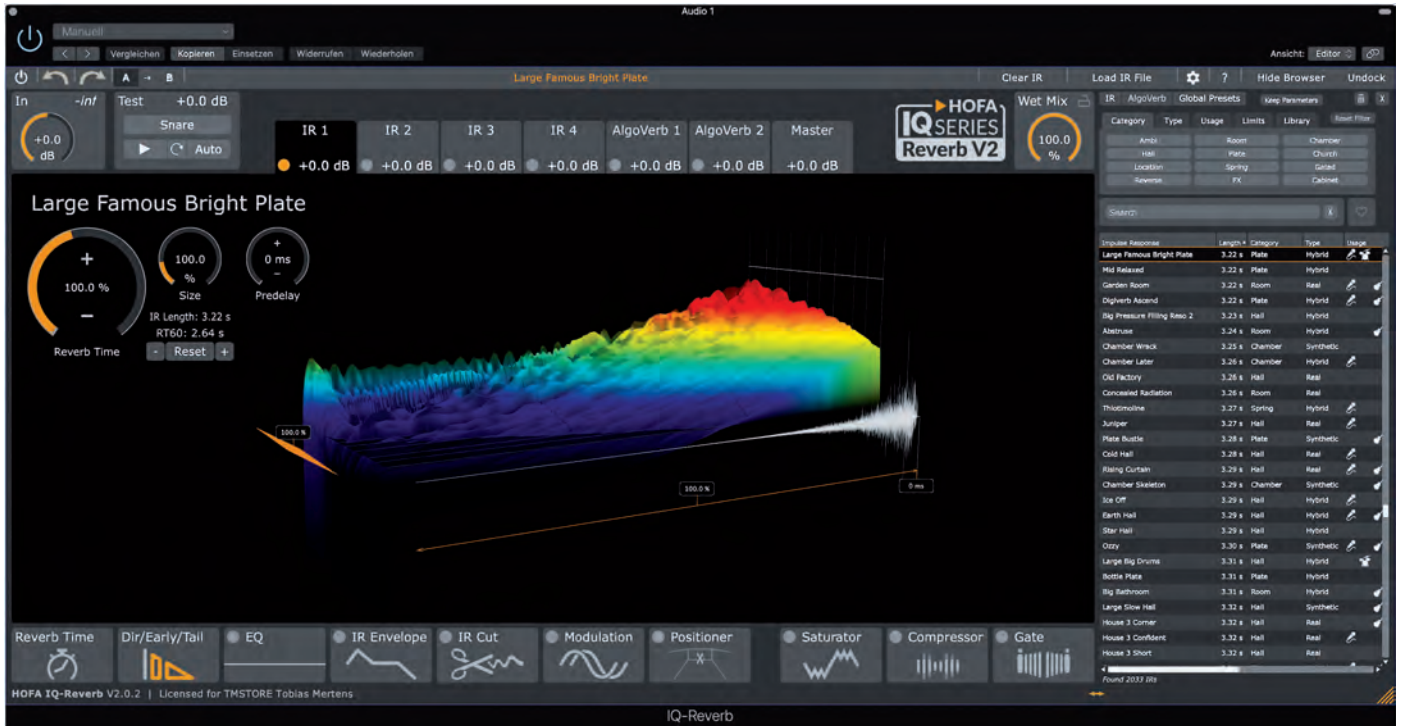 Audio 1
Manuell
< > Vergleichen Kopieren Einsetzen Widerrufen Wiederholen Ansicht: Editor
A → B Large Famous Bright Plate Clear IR Load IR File ? Hide Browser Undock
In -inf
+0.0
dB
Test +0.0 dB
Snare
Auto
IR 1 IR 2 IR 3 IR 4 AlgoVerb 1 AlgoVerb 2 Master
+0.0 dB +0.0 dB +0.0 dB +0.0 dB +0.0 dB +0.0 dB +0.0 dB
HOFA
IQ SERIES
Reverb V2
Wet Mix
100.0
%
Large Famous Bright Plate
+
100.0 %
−
Reverb Time
100.0
%
Size
+
0 ms
−
Predelay
IR Length: 3.22 s
RT60: 2.64 s
- Reset +
100.0 %
100.0 %
0 ms
IR AlgoVerb Global Presets Keep Parameters X
Category Type Usage Limits Library Reset Filter
Ambi Room Chamber
Hall Plate Church
Location Spring Gated
Reverse FX Cabinet
Search X
Impulse Response Length Category Type Usage
Large Famous Bright Plate 3.22 s Plate Hybrid
Mid Relaxed 3.22 s Plate Hybrid
Garden Room 3.22 s Room Real
Digiverb Ascend 3.22 s Plate Hybrid
Big Pressure Filling Reso 2 3.23 s Hall Hybrid
Abstruse 3.24 s Room Hybrid
Chamber Wrack 3.25 s Chamber Synthetic
Chamber Later 3.26 s Chamber Hybrid
Old Factory 3.26 s Hall Real
Concealed Radiation 3.26 s Room Real
Thiotimoline 3.27 s Spring Hybrid
Juniper 3.27 s Hall Real
Plate Bustle 3.28 s Plate Synthetic
Cold Hall 3.28 s Hall Real
Rising Curtain 3.29 s Hall Real
Chamber Skeleton 3.29 s Chamber Synthetic
Ice Off 3.29 s Hall Hybrid
Earth Hall 3.29 s Hall Hybrid
Star Hall 3.29 s Hall Hybrid
Ozzy 3.30 s Plate Synthetic
Large Big Drums 3.31 s Hall Hybrid
Bottle Plate 3.31 s Plate Hybrid
Big Bathroom 3.31 s Room Hybrid
Large Slow Hall 3.32 s Hall Synthetic
House 3 Corner 3.32 s Hall Real
House 3 Confident 3.32 s Hall Real
House 3 Short 3.32 s Hall Real
Found 2033 IRs
Reverb Time Dir/Early/Tail EQ IR Envelope IR Cut Modulation Positioner Saturator Compressor Gate
HOFA IQ-Reverb V2.0.2 | Licensed for TMSTORE Tobias Mertens
IQ-Reverb